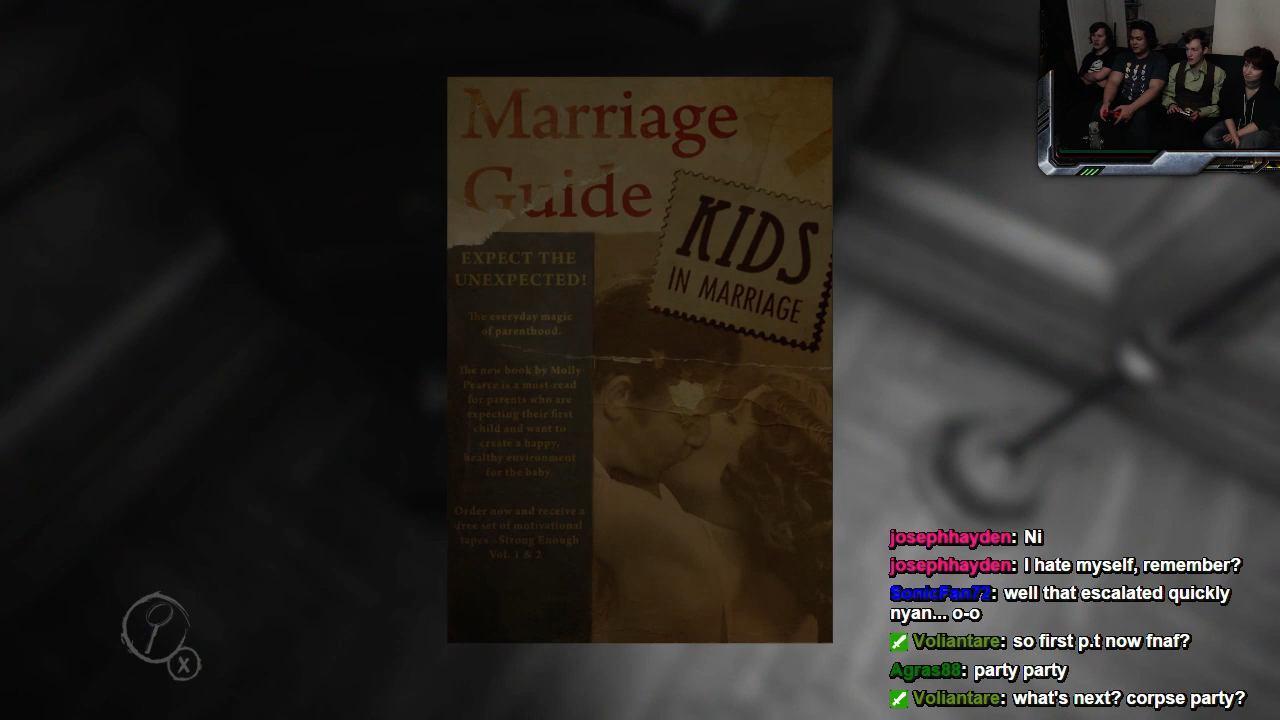 Marriage
Guide
KIDS
IN MARRIAGE
EXPECT THE
UNEXPECTED!
The everyday magic
of parenthood.
The new book by Molly
Pearce is a must-read
for parents who are
expecting their first
child and want to
create a happy,
healthy environment
for the baby.
Order now and receive a
free set of motivational
tapes -Strong Enough
Vol. 1 & 2
X
josephhayden: Ni
josephhayden: I hate myself, remember?
SonicFan72: well that escalated quickly
nyan... o-o
Voliantare: so first p.t now fnaf?
Agras88: party party
Voliantare: what's next? corpse party?